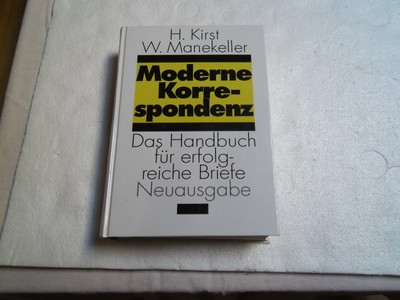 H. Kirst
W. Manekeller
Moderne
Korre-
spondenz
Das Handbuch
für erfolg-
reiche Briefe
Neuausgabe